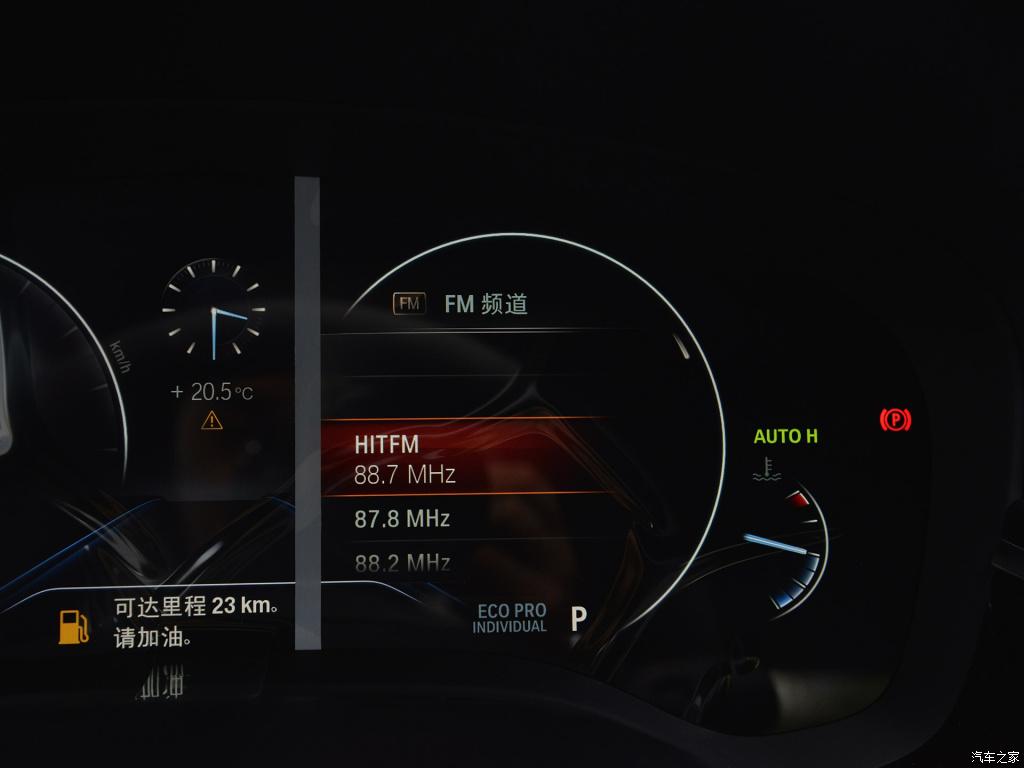 km/h
+ 20.5°C
FM
FM 频道
HITFM
88.7 MHz
87.8 MHz
88.2 MHz
AUTO H
P
ECO PRO
INDIVIDUAL
P
可达里程 23 km。
请加油。
汽车之家